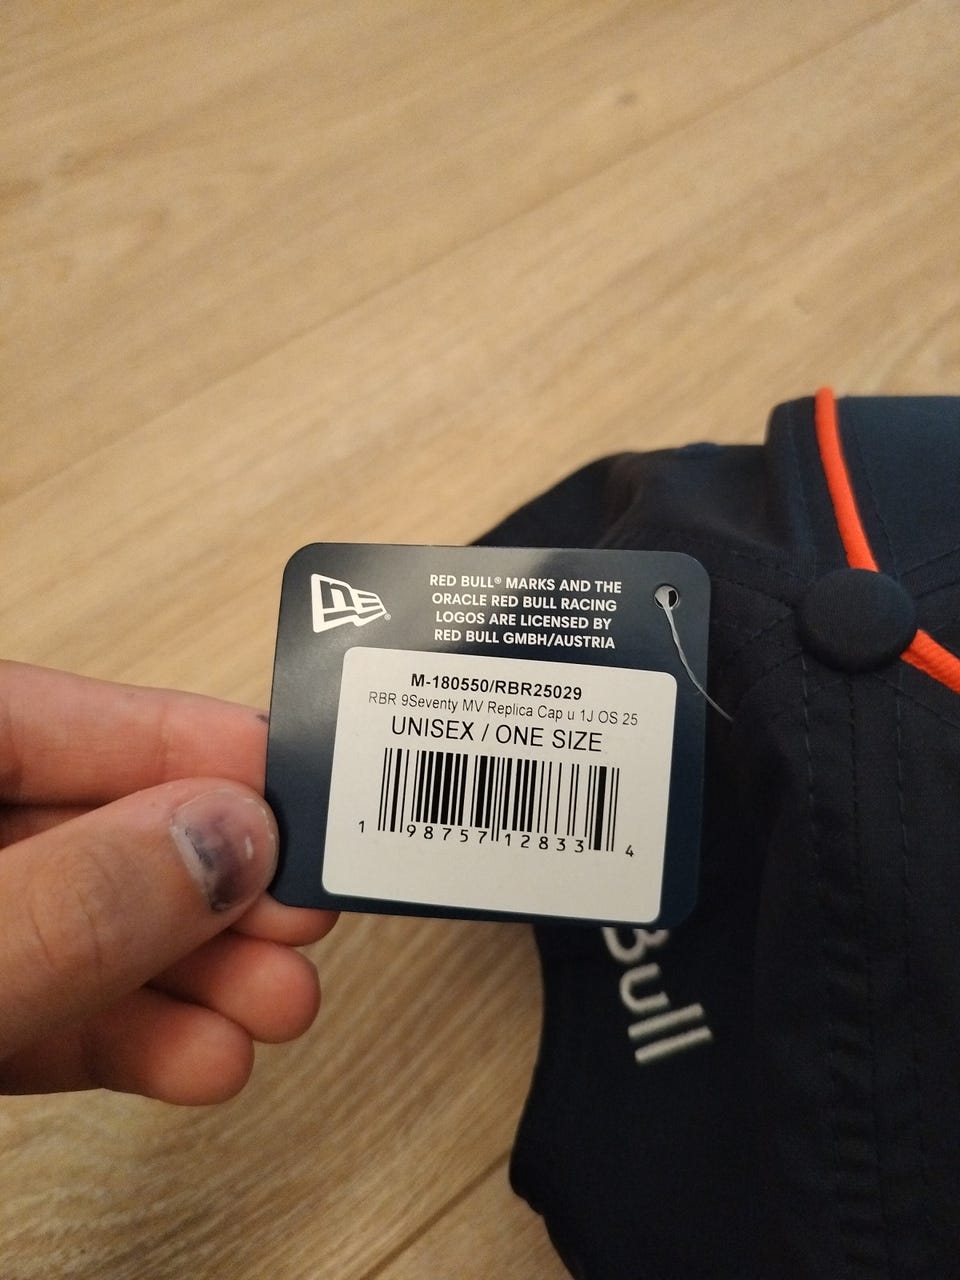 NE®
RED BULL® MARKS AND THE
ORACLE RED BULL RACING
LOGOS ARE LICENSED BY
RED BULL GMBH/AUSTRIA
M-180550/RBR25029
RBR 9Seventy MV Replica Cap u 1J OS 25
UNISEX / ONE SIZE
1 98757 12833 4
Bull